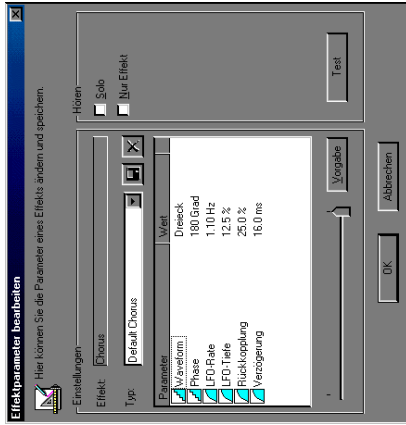 Effektparameter bearbeiten
Hier können Sie die Parameter eines Effekts ändern und speichern.
Einstellungen
Effekt: Chorus
Typ: Default Chorus
Parameter Wert
Waveform Dreieck
Phase 180 Grad
LFO-Rate 1.10 Hz
LFO-Tiefe 12.5 %
Rückkopplung 25.0 %
Verzögerung 16.0 ms
Vorgabe
Hören
Solo
Nur Effekt
Test
OK
Abbrechen